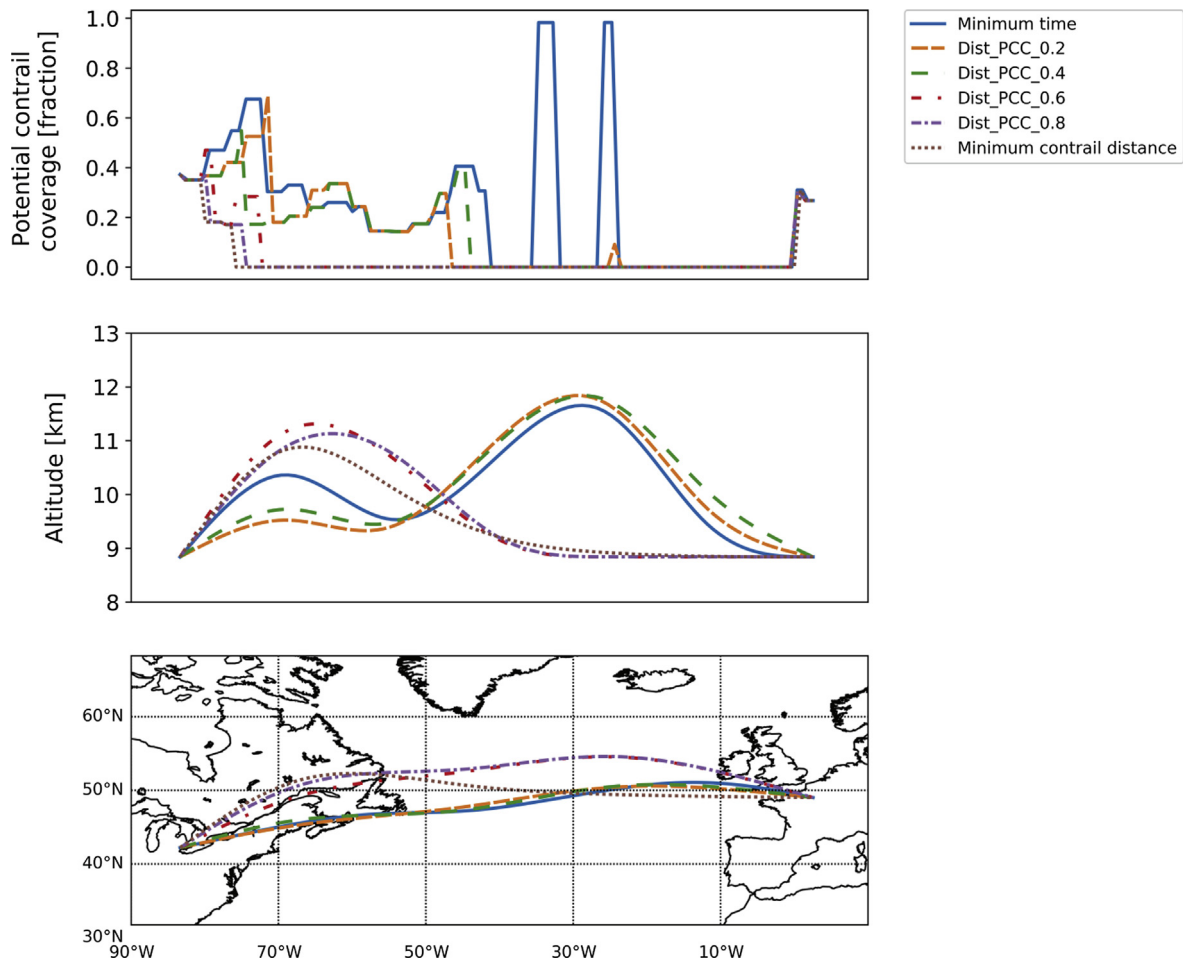 Potential contrail
coverage [fraction]
1.0
0.8
0.6
0.4
0.2
0.0
Minimum time
Dist_PCC_0.2
Dist_PCC_0.4
Dist_PCC_0.6
Dist_PCC_0.8
Minimum contrail distance
Altitude [km]
13
12
11
10
9
8
60°N
50°N
40°N
30°N
90°W 70°W 50°W 30°W 10°W